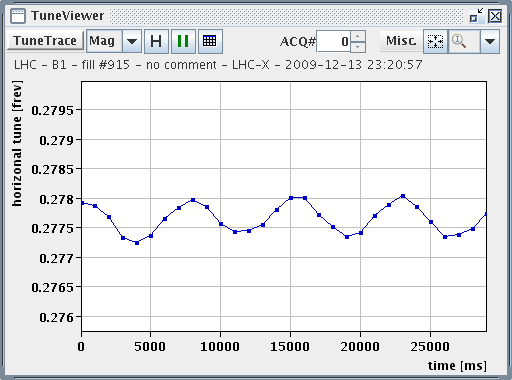 TuneViewer
TuneTrace Mag H ACQ# 0 Misc.
LHC - B1 - fill #915 - no comment - LHC-X - 2009-12-13 23:20:57
horizonal tune [frev]
0.2795
0.279
0.2785
0.278
0.2775
0.277
0.2765
0.276
0 5000 10000 15000 20000 25000
time [ms]